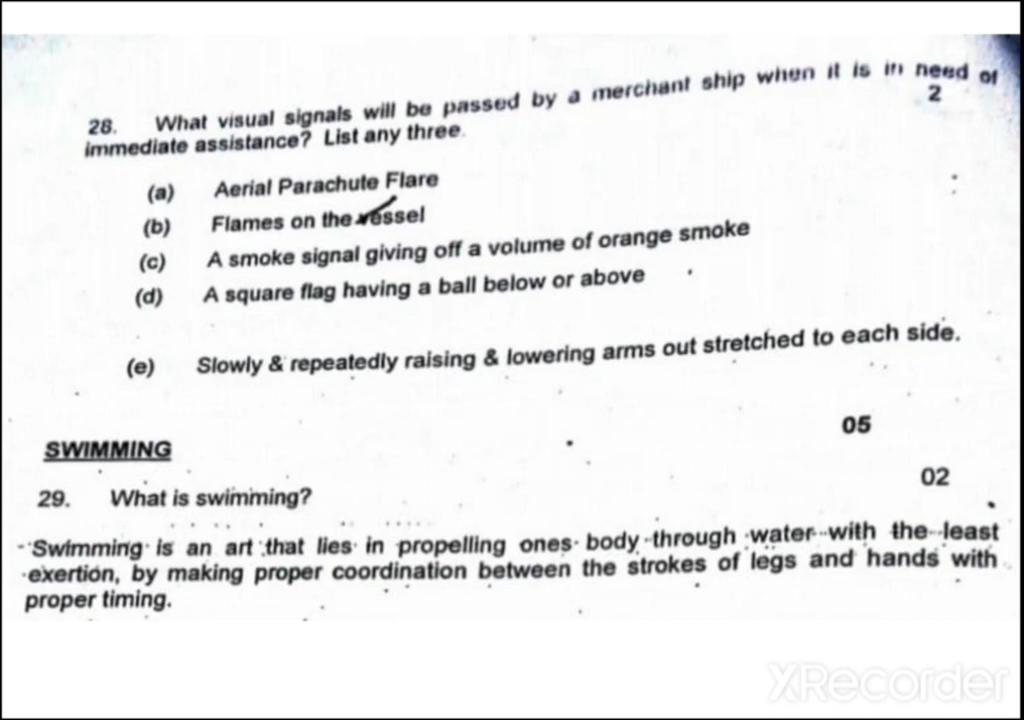 28. What visual signals will be passed by a merchant ship when it is in need of
2
immediate assistance? List any three.
(a) Aerial Parachute Flare
(b) Flames on the vessel
(c) A smoke signal giving off a volume of orange smoke
(d) A square flag having a ball below or above
(e) Slowly & repeatedly raising & lowering arms out stretched to each side.
05
SWIMMING
02
29. What is swimming?
Swimming is an art that lies in propelling ones body through water with the least
exertion, by making proper coordination between the strokes of legs and hands with
proper timing.
XRecorder